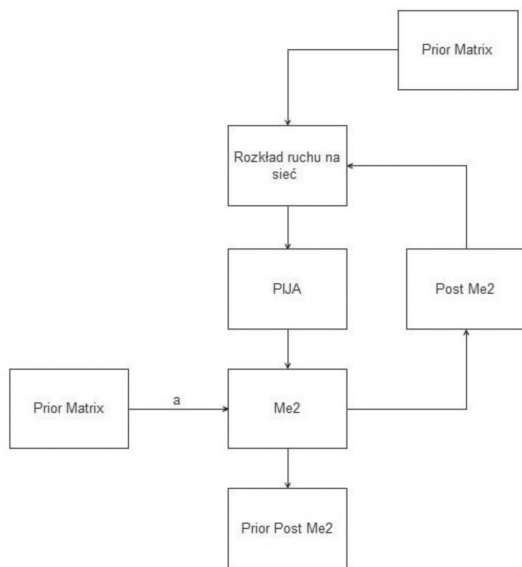 Prior Matrix
Rozkład ruchu na
sieć
PIJA
Post Me2
Prior Matrix
a
Me2
Prior Post Me2